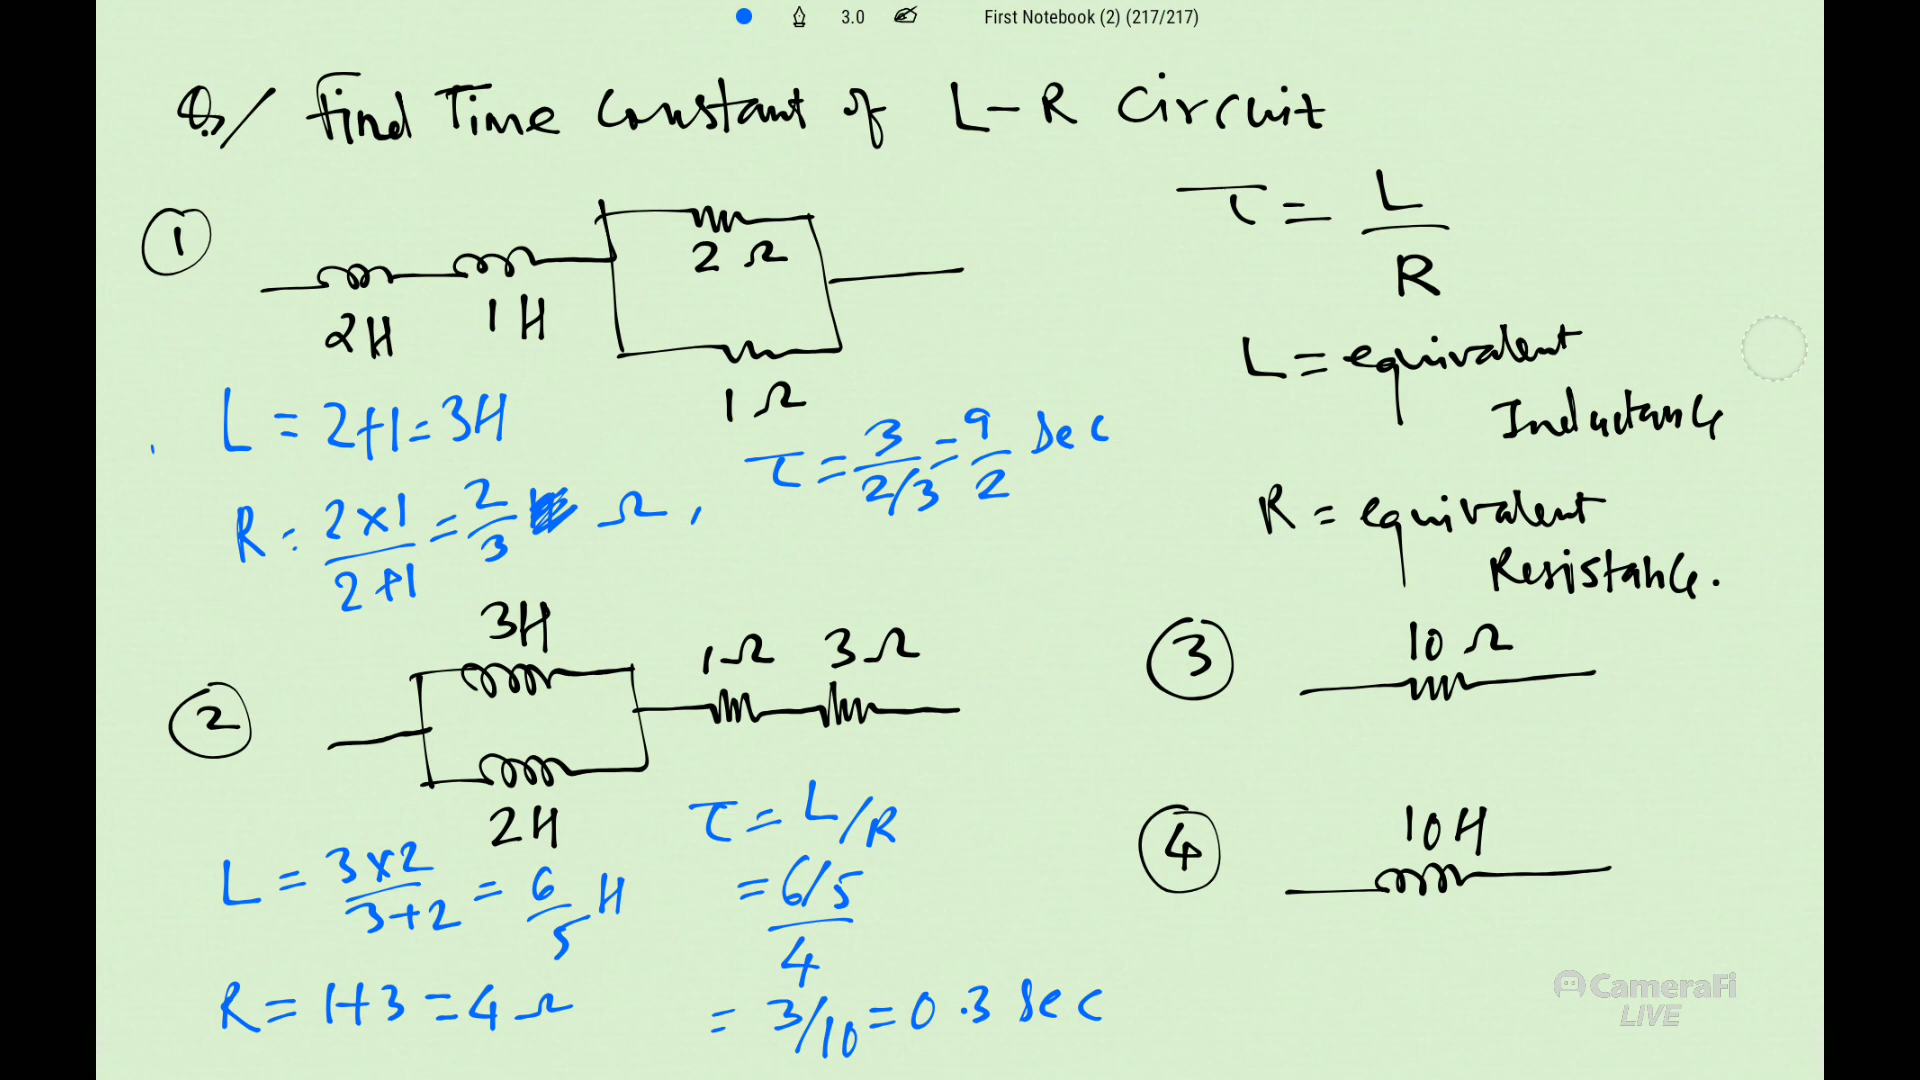 3.0 First Notebook (2) (217/217)
Q/ Find Time Constant of L-R Circuit
τ = L/R
L = equivalent
Inductance
R = equivalent
Resistance.
①
2 Ω
2H 1H
1 Ω
L = 2+1 = 3H
τ = 3/(2/3) = 9/2 Sec
R = (2×1)/(2+1) = 2/3 Ω,
②
3H
1Ω 3Ω
2H
L = (3×2)/(3+2) = 6/5 H
R = 1+3 = 4 Ω
τ = L/R
= (6/5)/4
= 3/10 = 0.3 Sec
③ 10 Ω
④ 10H
CameraFi
LIVE